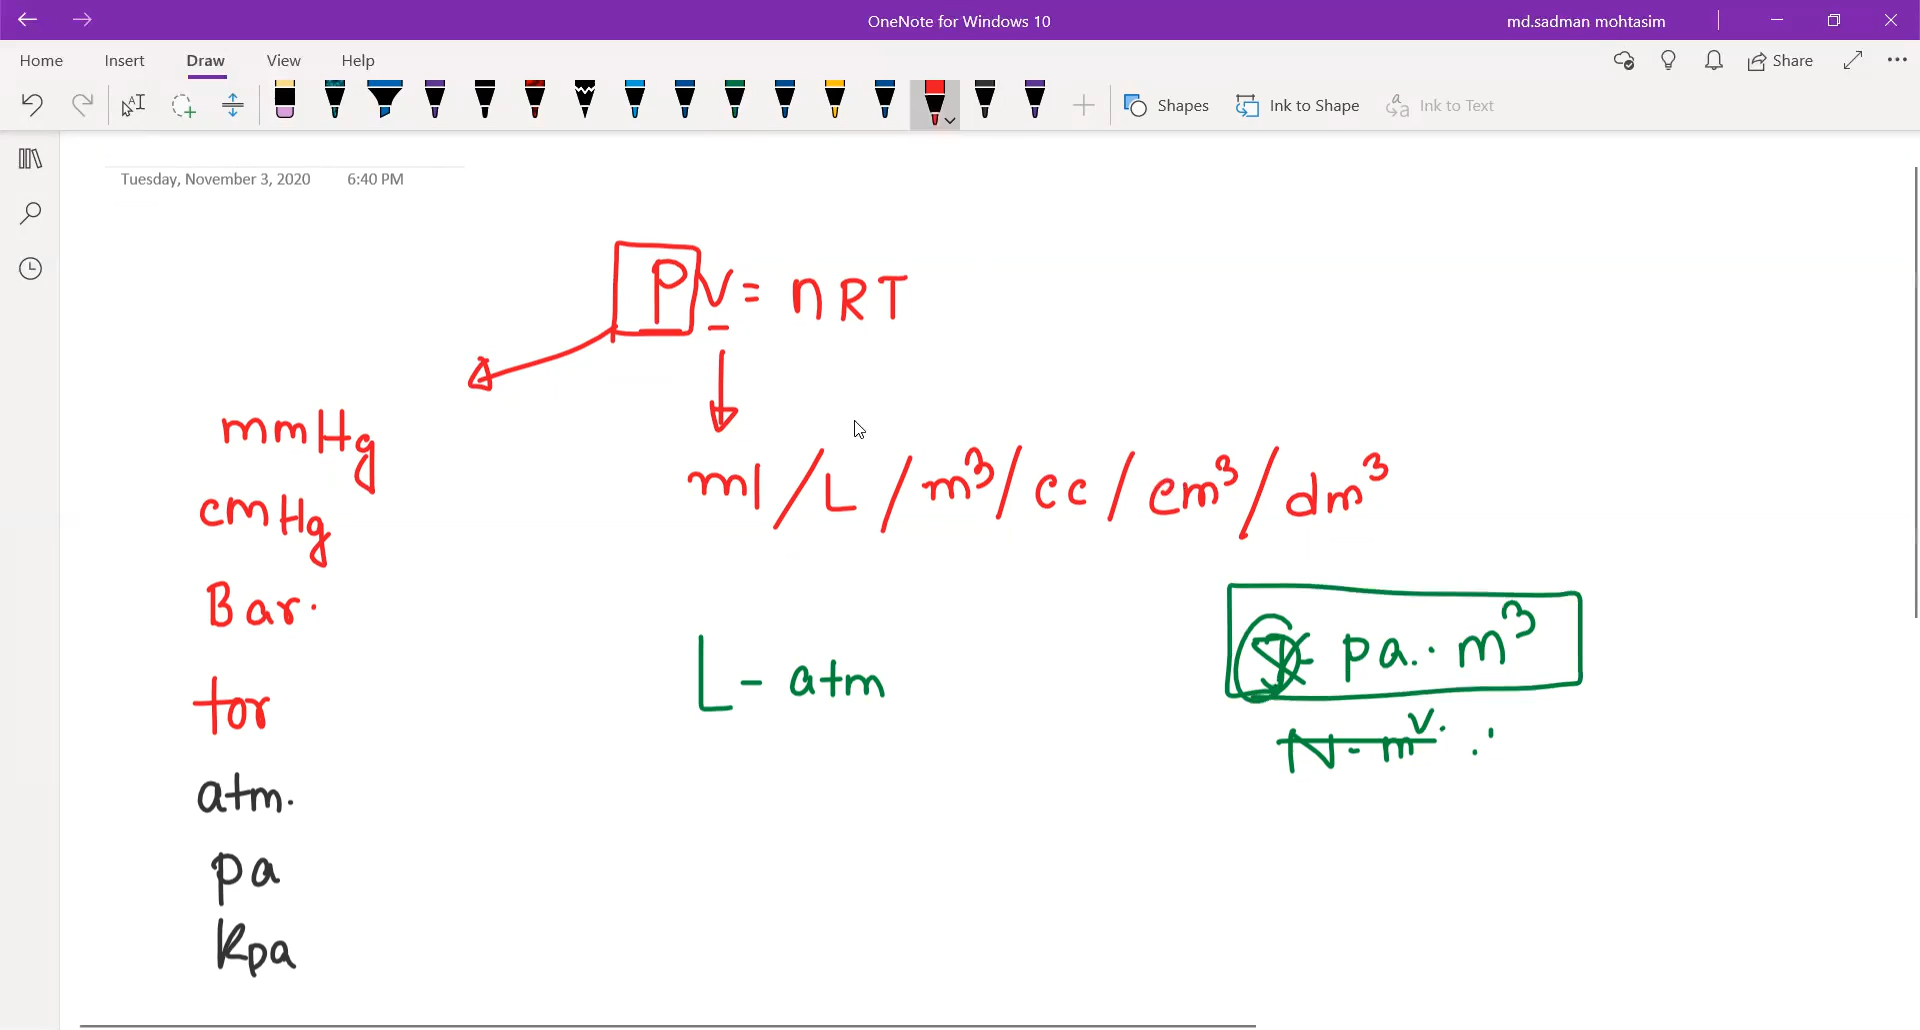 OneNote for Windows 10
md.sadman mohtasim
Home Insert Draw View Help
Share
Shapes Ink to Shape Ink to Text
Tuesday, November 3, 2020 6:40 PM
PV = nRT
mmHg
cmHg
Bar.
tor
atm.
pa
kpa
ml / L / m³ / cc / cm³ / dm³
L - atm
pa. · m³
N - m